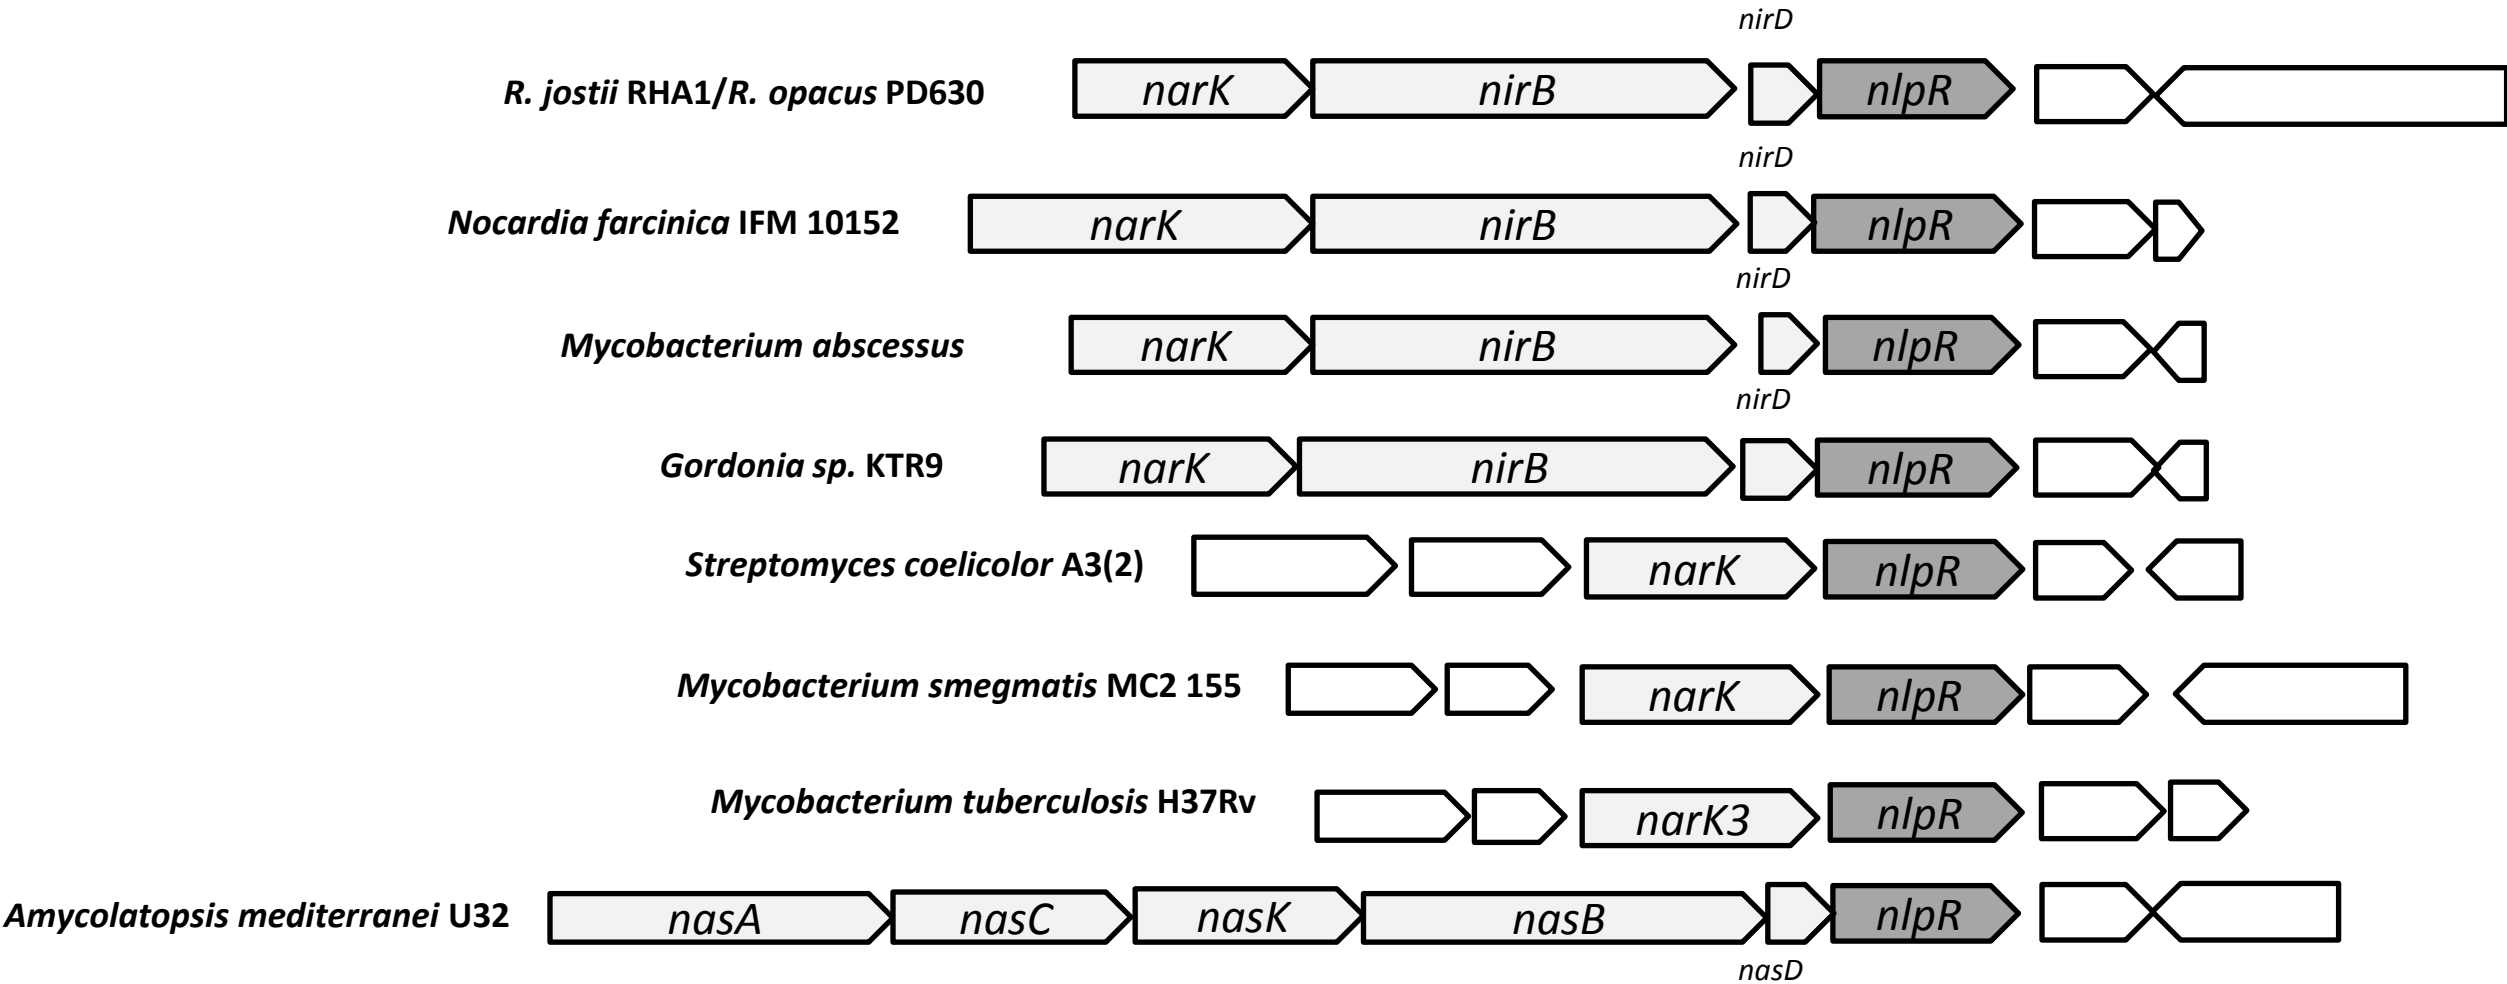 nirD
R. jostii RHA1/R. opacus PD630 narK nirB nlpR
nirD
Nocardia farcinica IFM 10152 narK nirB nlpR
nirD
Mycobacterium abscessus narK nirB nlpR
nirD
Gordonia sp. KTR9 narK nirB nlpR
Streptomyces coelicolor A3(2) narK nlpR
Mycobacterium smegmatis MC2 155 narK nlpR
Mycobacterium tuberculosis H37Rv narK3 nlpR
Amycolatopsis mediterranei U32 nasA nasC nasK nasB nlpR
nasD